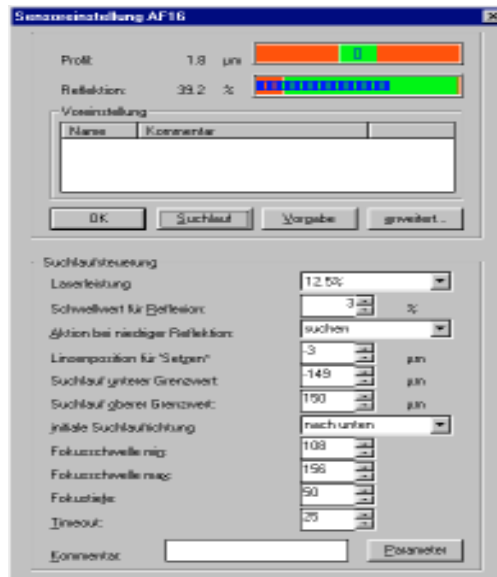 Sensoreinstellung AF16
Profil: 1.8 µm
Reflektion: 39.2 %
Voreinstellung
Name Kommentar
OK Suchlauf Vorgabe erweitert...
Suchlaufsteuerung
Laserleistung 12.5%
Schwellwert für Reflexion: 3 %
Aktion bei niedriger Reflektion: suchen
Linsenposition für "Setzen" -3 µm
Suchlauf unterer Grenzwert: -149 µm
Suchlauf oberer Grenzwert: 150 µm
initiale Suchlaufrichtung nach unten
Fokusschwelle min: 108
Fokusschwelle max: 156
Fokustiefe: 50
Timeout: 25
Kommentar: Parameter